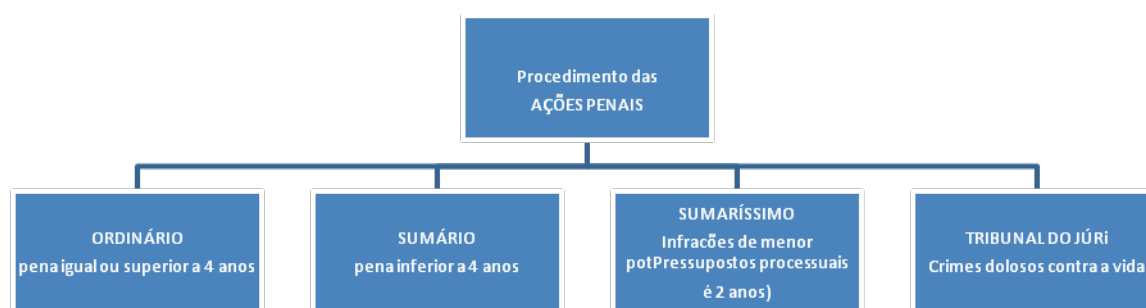 Procedimento das
AÇÕES PENAIS
ORDINÁRIO
pena igual ou superior a 4 anos
SUMÁRIO
pena inferior a 4 anos
SUMARÍSSIMO
Infracões de menor
potPressupostos processuais
é 2 anos)
TRIBUNAL DO JÚRi
Crimes dolosos contra a vida